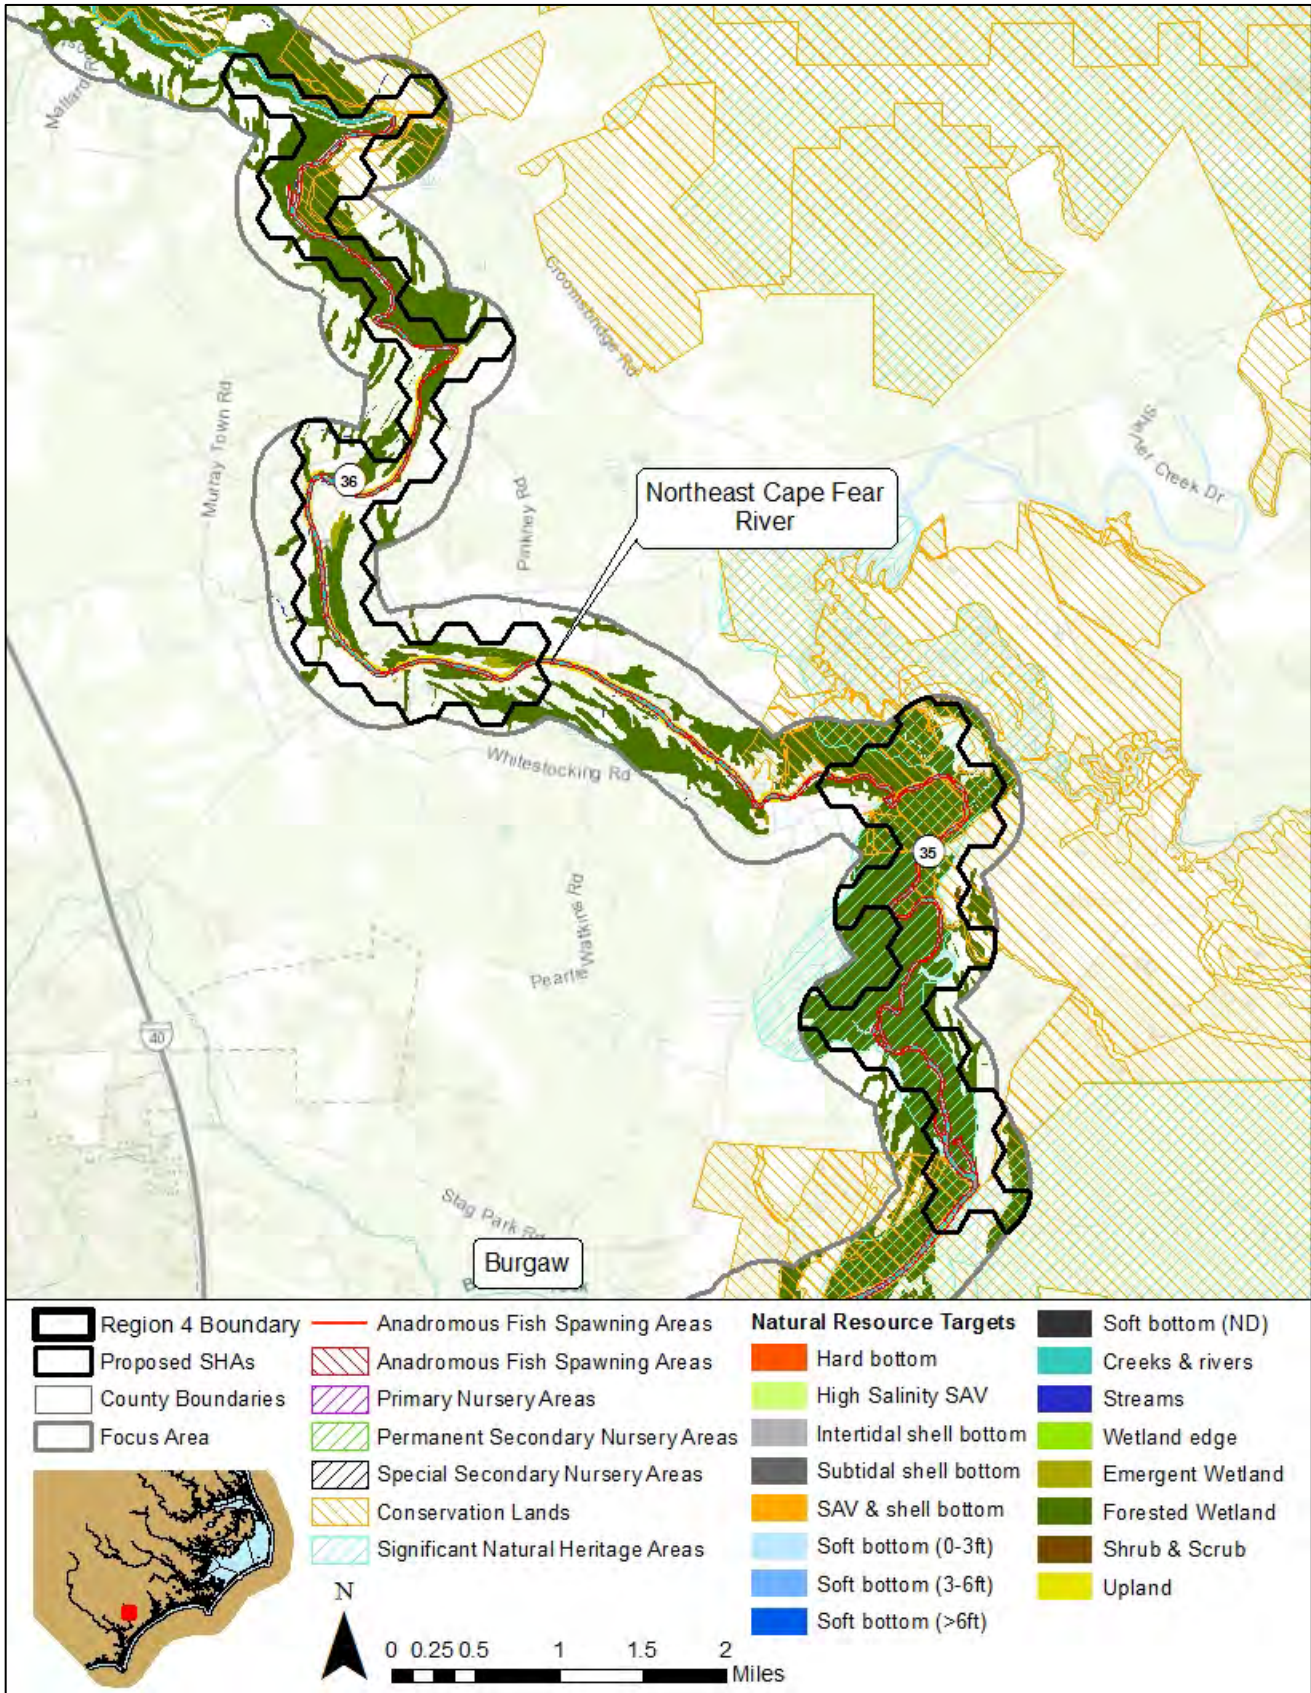 Mallard Rd
Croomsbridge Rd
Murray Town Rd
36
Pinkney Rd
Northeast Cape Fear
River
Whitestocking Rd
35
Pearlie Watkins Rd
40
Stag Park Rd
Burgaw
Region 4 Boundary
Proposed SHAs
County Boundaries
Focus Area
Anadromous Fish Spawning Areas
Anadromous Fish Spawning Areas
Primary Nursery Areas
Permanent Secondary Nursery Areas
Special Secondary Nursery Areas
Conservation Lands
Significant Natural Heritage Areas
N
0 0.25 0.5 1 1.5 2
Miles
Natural Resource Targets
Hard bottom
High Salinity SAV
Intertidal shell bottom
Subtidal shell bottom
SAV & shell bottom
Soft bottom (0-3ft)
Soft bottom (3-6ft)
Soft bottom (>6ft)
Soft bottom (ND)
Creeks & rivers
Streams
Wetland edge
Emergent Wetland
Forested Wetland
Shrub & Scrub
Upland